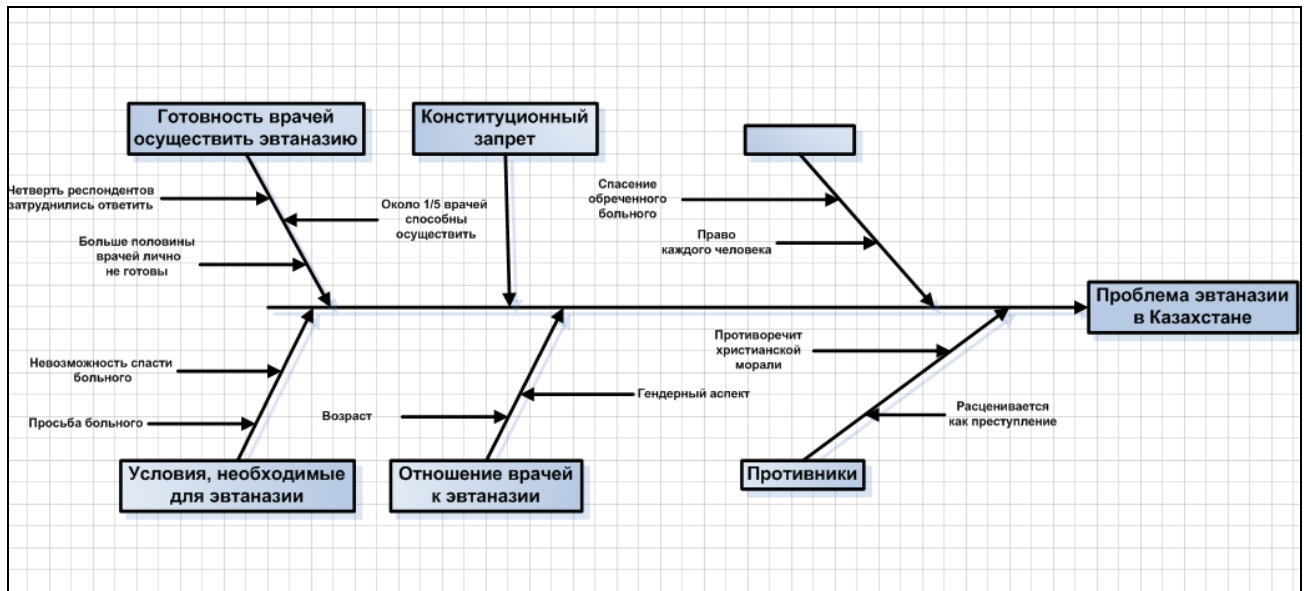 Готовность врачей
осуществить эвтаназию
Конституционный
запрет
Четверть респондентов
затруднились ответить
Около 1/5 врачей
способны
осуществить
Больше половины
врачей лично
не готовы
Спасение
обреченного
больного
Право
каждого человека
Проблема эвтаназии
в Казахстане
Невозможность спасти
больного
Просьба больного
Возраст
Гендерный аспект
Противоречит
христианской
морали
Расценивается
как преступление
Условия, необходимые
для эвтаназии
Отношение врачей
к эвтаназии
Противники